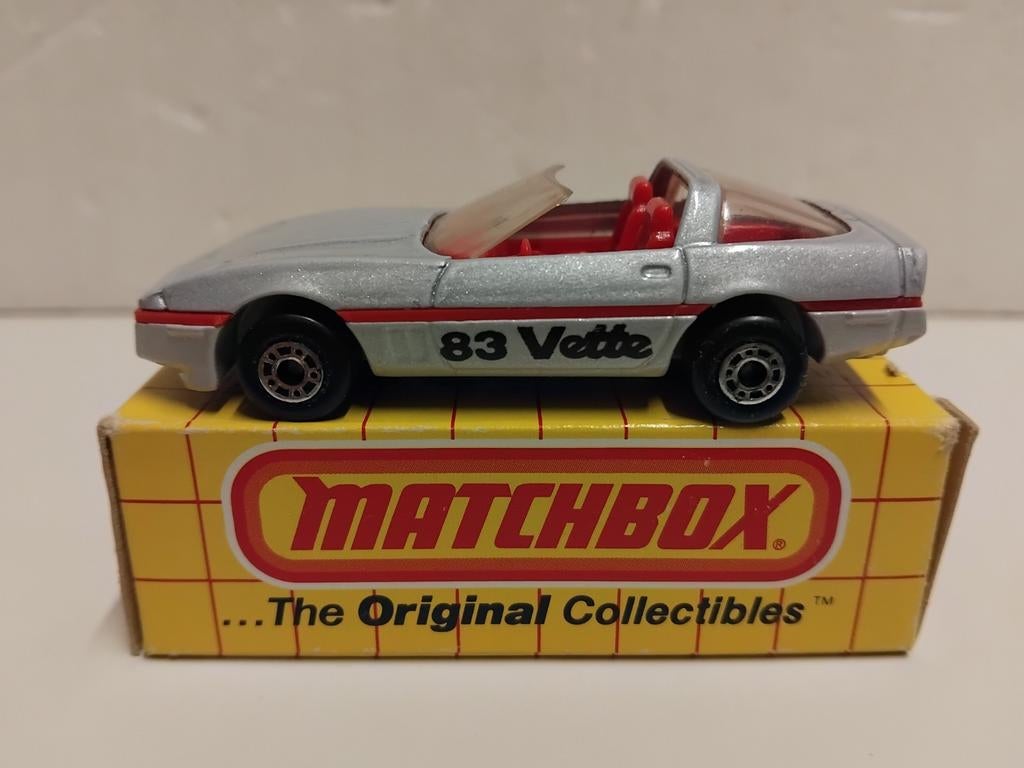 83 Vette
MATCHBOX®
...The Original Collectibles™